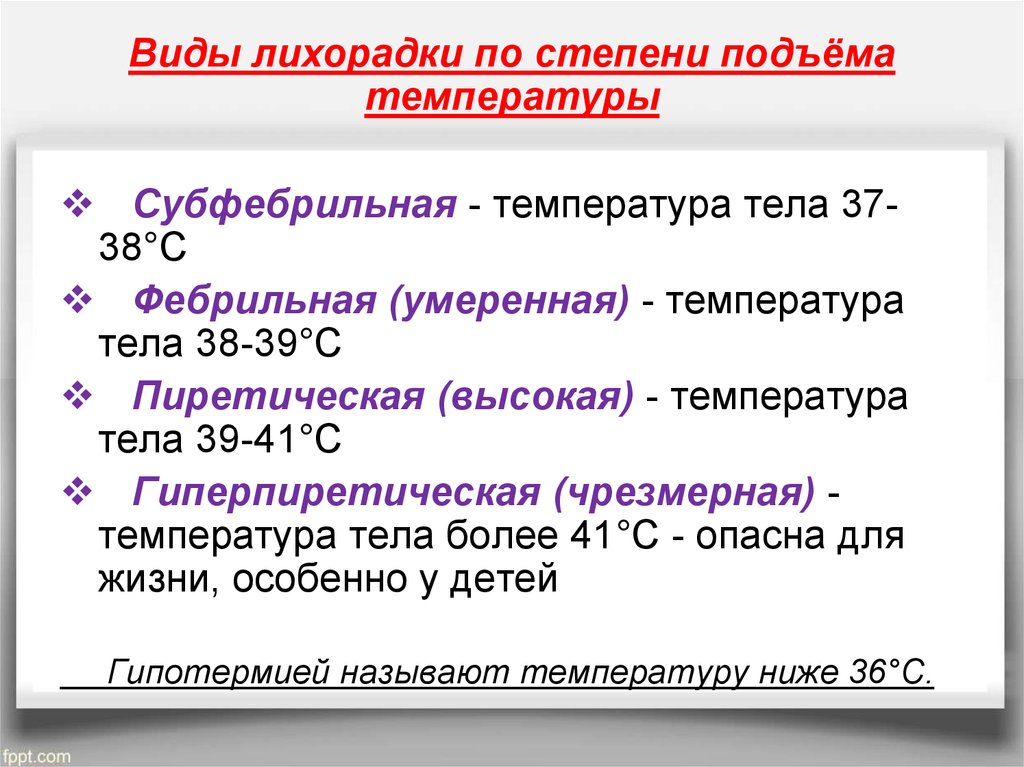 Виды лихорадки по степени подъёма
температуры
❖ Субфебрильная - температура тела 37-
38°С
❖ Фебрильная (умеренная) - температура
тела 38-39°С
❖ Пиретическая (высокая) - температура
тела 39-41°С
❖ Гиперпиретическая (чрезмерная) -
температура тела более 41°С - опасна для
жизни, особенно у детей
Гипотермией называют температуру ниже 36°С.
fppt.com